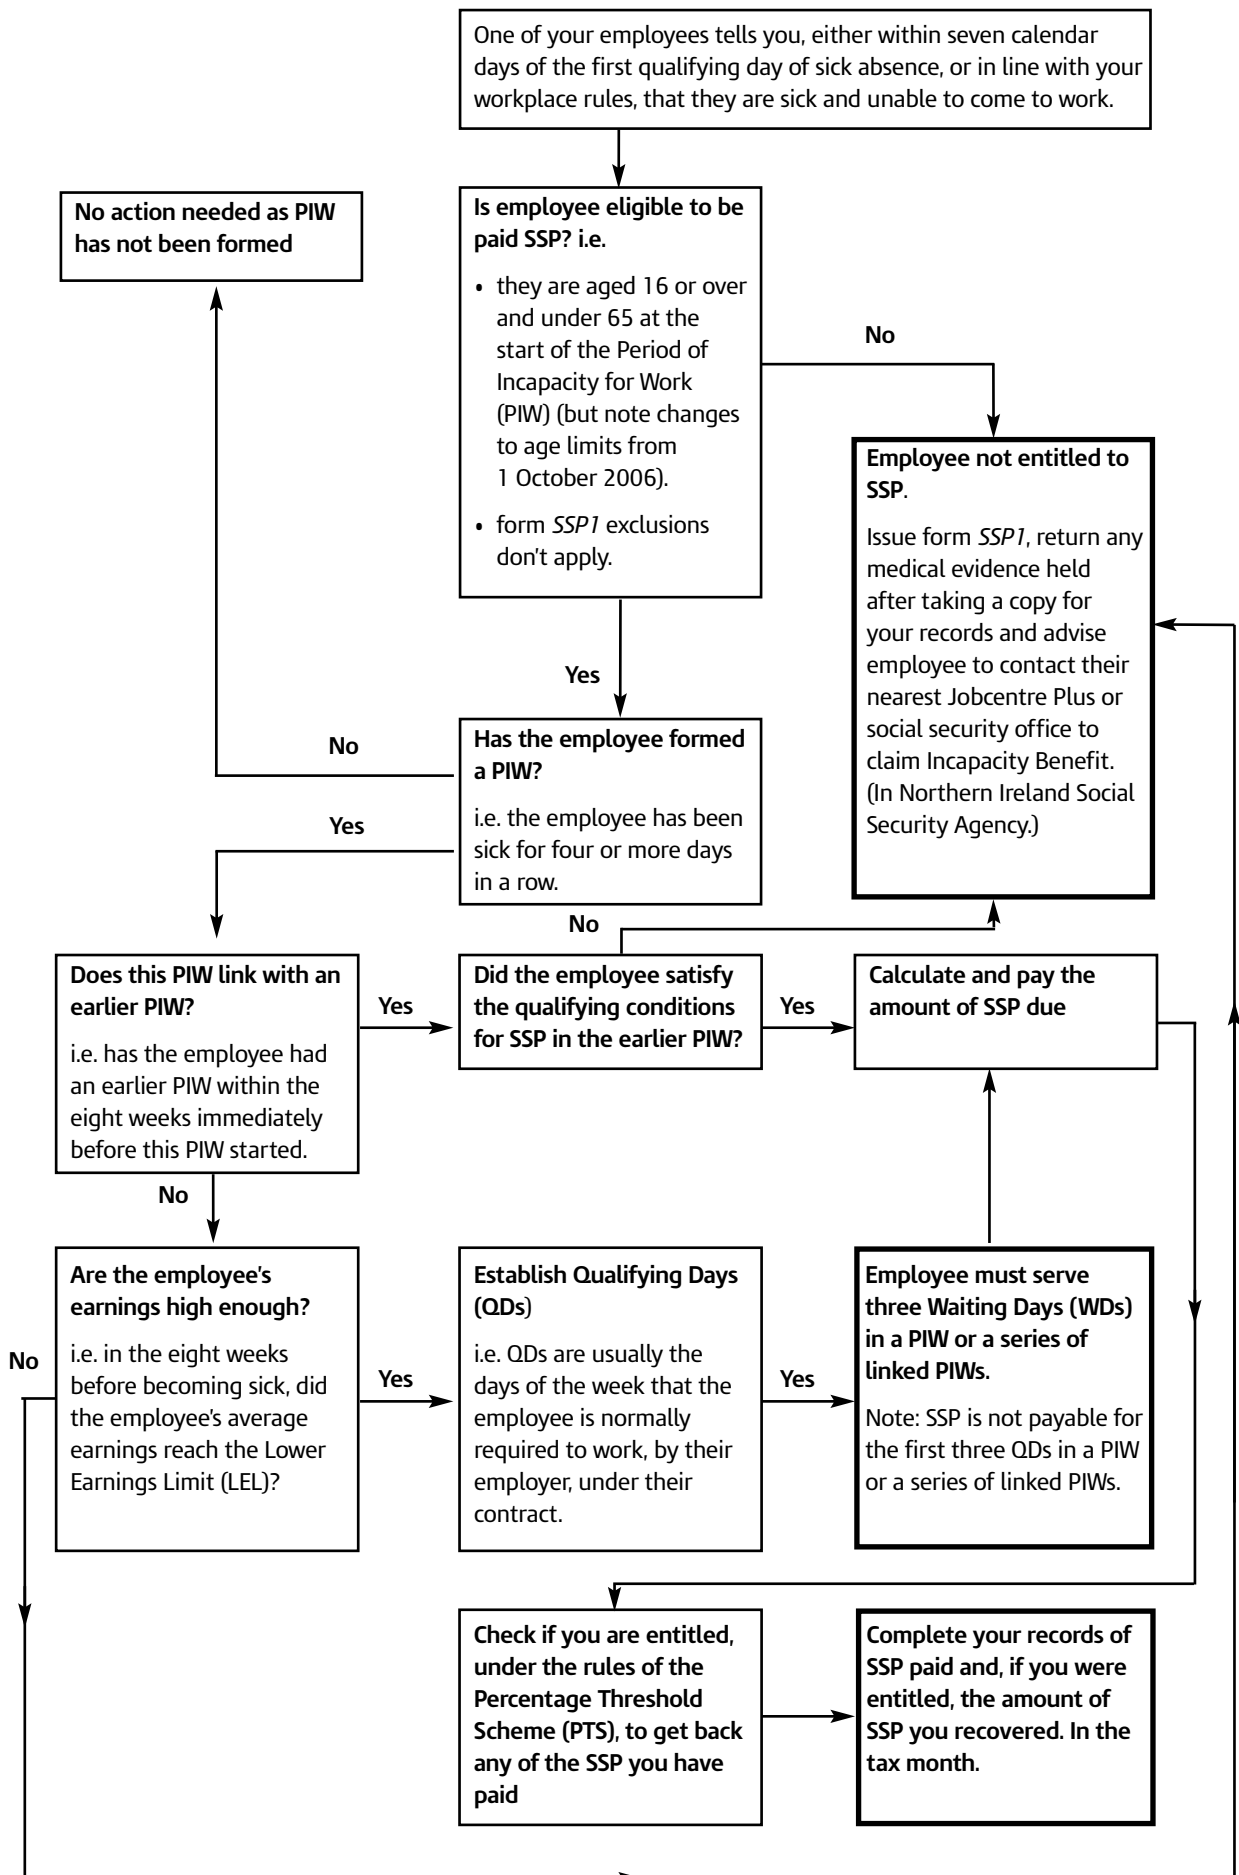 One of your employees tells you, either within seven calendar
days of the first qualifying day of sick absence, or in line with your
workplace rules, that they are sick and unable to come to work.
No action needed as PIW
has not been formed
Is employee eligible to be
paid SSP? i.e.
• they are aged 16 or over
and under 65 at the
start of the Period of
Incapacity for Work
(PIW) (but note changes
to age limits from
1 October 2006).
• form SSP1 exclusions
don't apply.
No
Employee not entitled to
SSP.
Issue form SSP1, return any
medical evidence held
after taking a copy for
your records and advise
employee to contact their
nearest Jobcentre Plus or
social security office to
claim Incapacity Benefit.
(In Northern Ireland Social
Security Agency.)
Yes
No
Has the employee formed
a PIW?
i.e. the employee has been
sick for four or more days
in a row.
Yes
No
Does this PIW link with an
earlier PIW?
i.e. has the employee had
an earlier PIW within the
eight weeks immediately
before this PIW started.
Yes
Did the employee satisfy
the qualifying conditions
for SSP in the earlier PIW?
Yes
Calculate and pay the
amount of SSP due
No
Are the employee's
earnings high enough?
i.e. in the eight weeks
before becoming sick, did
the employee's average
earnings reach the Lower
Earnings Limit (LEL)?
No
Yes
Establish Qualifying Days
(QDs)
i.e. QDs are usually the
days of the week that the
employee is normally
required to work, by their
employer, under their
contract.
Yes
Employee must serve
three Waiting Days (WDs)
in a PIW or a series of
linked PIWs.
Note: SSP is not payable for
the first three QDs in a PIW
or a series of linked PIWs.
Check if you are entitled,
under the rules of the
Percentage Threshold
Scheme (PTS), to get back
any of the SSP you have
paid
Complete your records of
SSP paid and, if you were
entitled, the amount of
SSP you recovered. In the
tax month.